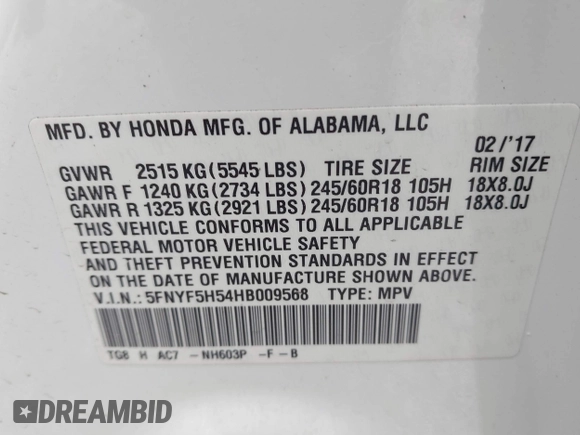 MFD. BY HONDA MFG. OF ALABAMA, LLC
02/'17
GVWR 2515 KG (5545 LBS) TIRE SIZE RIM SIZE
GAWR F 1240 KG (2734 LBS) 245/60R18 105H 18X8.0J
GAWR R 1325 KG (2921 LBS) 245/60R18 105H 18X8.0J
THIS VEHICLE CONFORMS TO ALL APPLICABLE
FEDERAL MOTOR VEHICLE SAFETY
AND THEFT PREVENTION STANDARDS IN EFFECT
ON THE DATE OF MANUFACTURE SHOWN ABOVE.
V.I.N.: 5FNYF5H54HB009568 TYPE: MPV
TG8 H AC7 -NH603P -F-B
DREAMBID